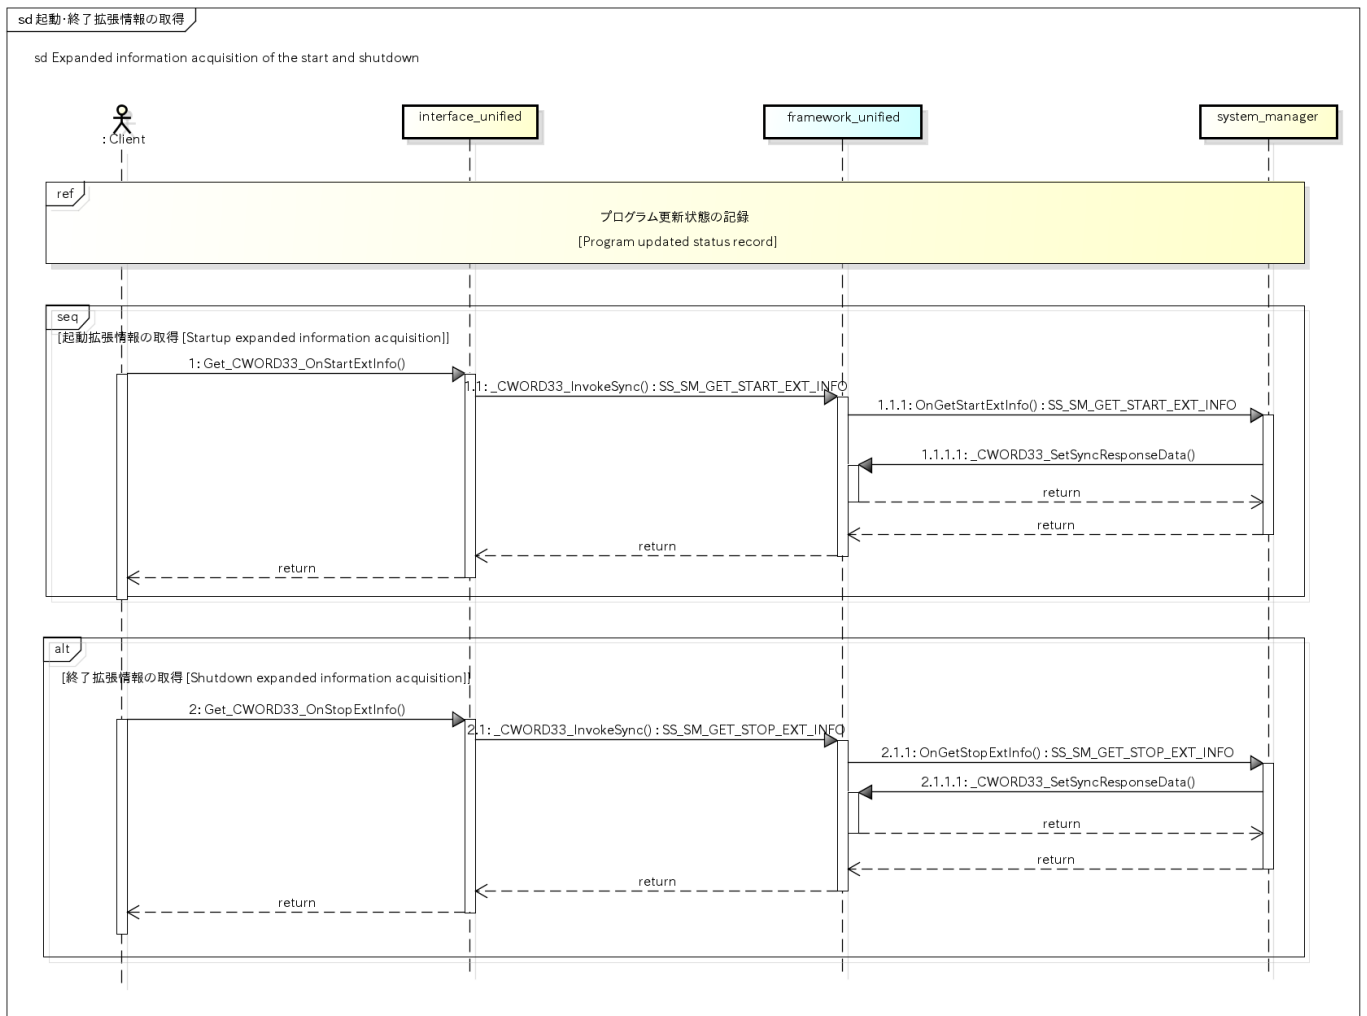 sd 起動・終了拡張情報の取得
sd Expanded information acquisition of the start and shutdown
: Client
interface_unified
framework_unified
system_manager
ref
プログラム更新状態の記録
[Program updated status record]
seq
[起動拡張情報の取得 [Startup expanded information acquisition]]
1: Get_CWORD33_OnStartExtInfo()
1.1: _CWORD33_InvokeSync() : SS_SM_GET_START_EXT_INFO
1.1.1: OnGetStartExtInfo() : SS_SM_GET_START_EXT_INFO
1.1.1.1: _CWORD33_SetSyncResponseData()
return
return
return
return
alt
[終了拡張情報の取得 [Shutdown expanded information acquisition]]
2: Get_CWORD33_OnStopExtInfo()
2.1: _CWORD33_InvokeSync() : SS_SM_GET_STOP_EXT_INFO
2.1.1: OnGetStopExtInfo() : SS_SM_GET_STOP_EXT_INFO
2.1.1.1: _CWORD33_SetSyncResponseData()
return
return
return
return